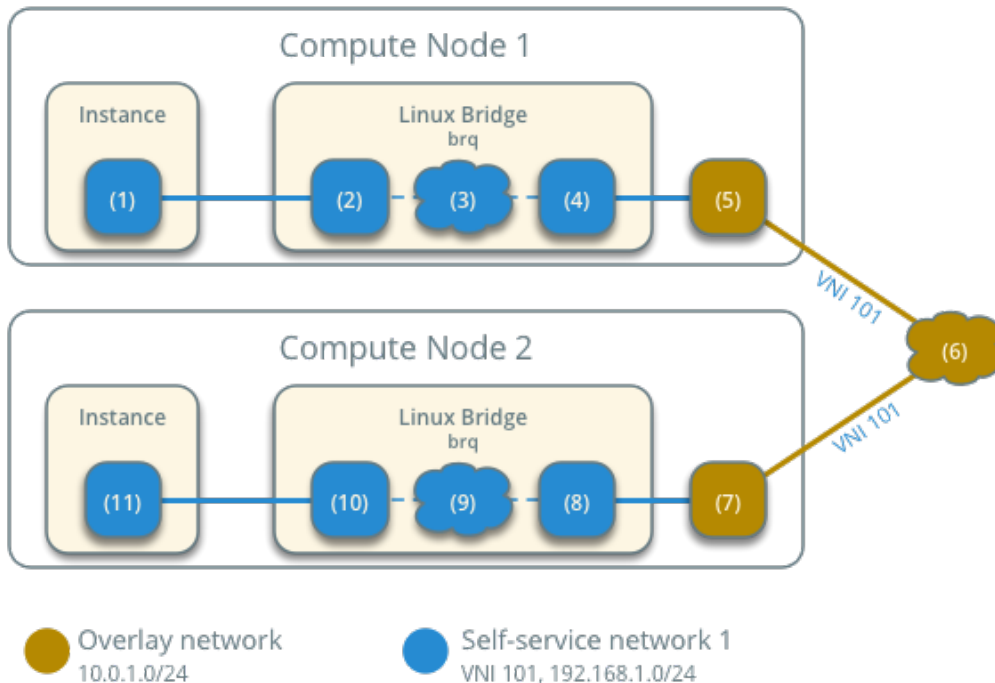 Compute Node 1
Instance
Linux Bridge
brq
(1)
(2)
(3)
(4)
(5)
VNI 101
(6)
Compute Node 2
Instance
Linux Bridge
brq
VNI 101
(11)
(10)
(9)
(8)
(7)
Overlay network
10.0.1.0/24
Self-service network 1
VNI 101, 192.168.1.0/24